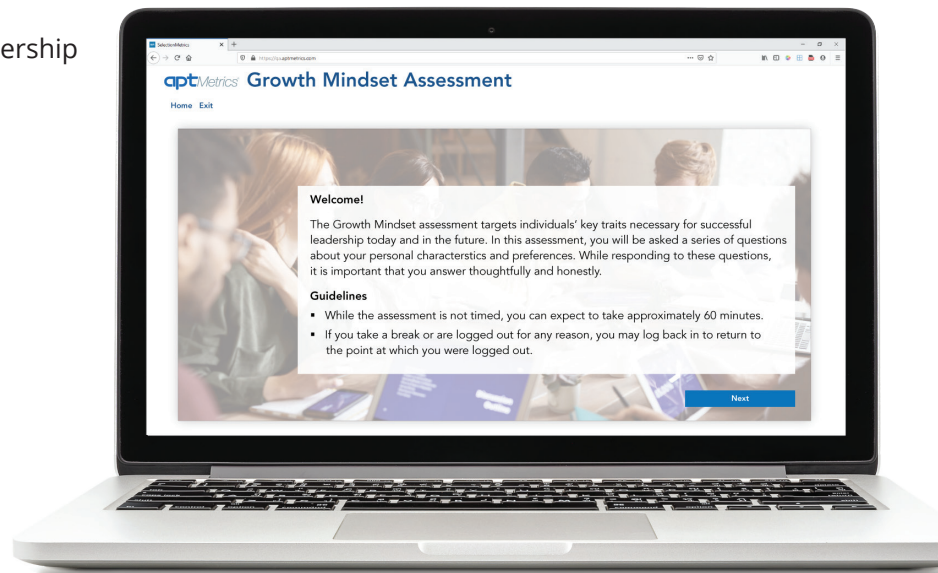 ership
SelectionMetrics
https://px.aptmetrics.com
aptMetrics Growth Mindset Assessment
Home Exit
Welcome!
The Growth Mindset assessment targets individuals' key traits necessary for successful
leadership today and in the future. In this assessment, you will be asked a series of questions
about your personal characterstics and preferences. While responding to these questions,
it is important that you answer thoughtfully and honestly.
Guidelines
▪ While the assessment is not timed, you can expect to take approximately 60 minutes.
▪ If you take a break or are logged out for any reason, you may log back in to return to
the point at which you were logged out.
Next